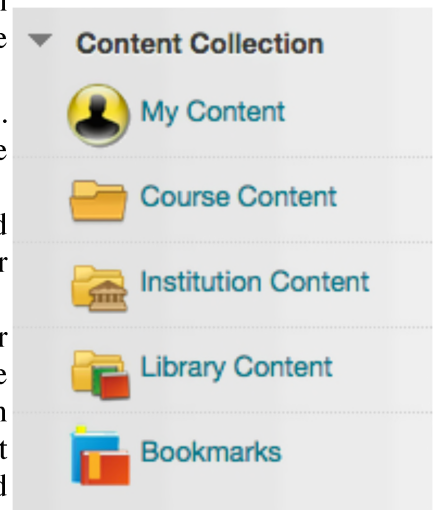 Content Collection
My Content
Course Content
Institution Content
Library Content
Bookmarks